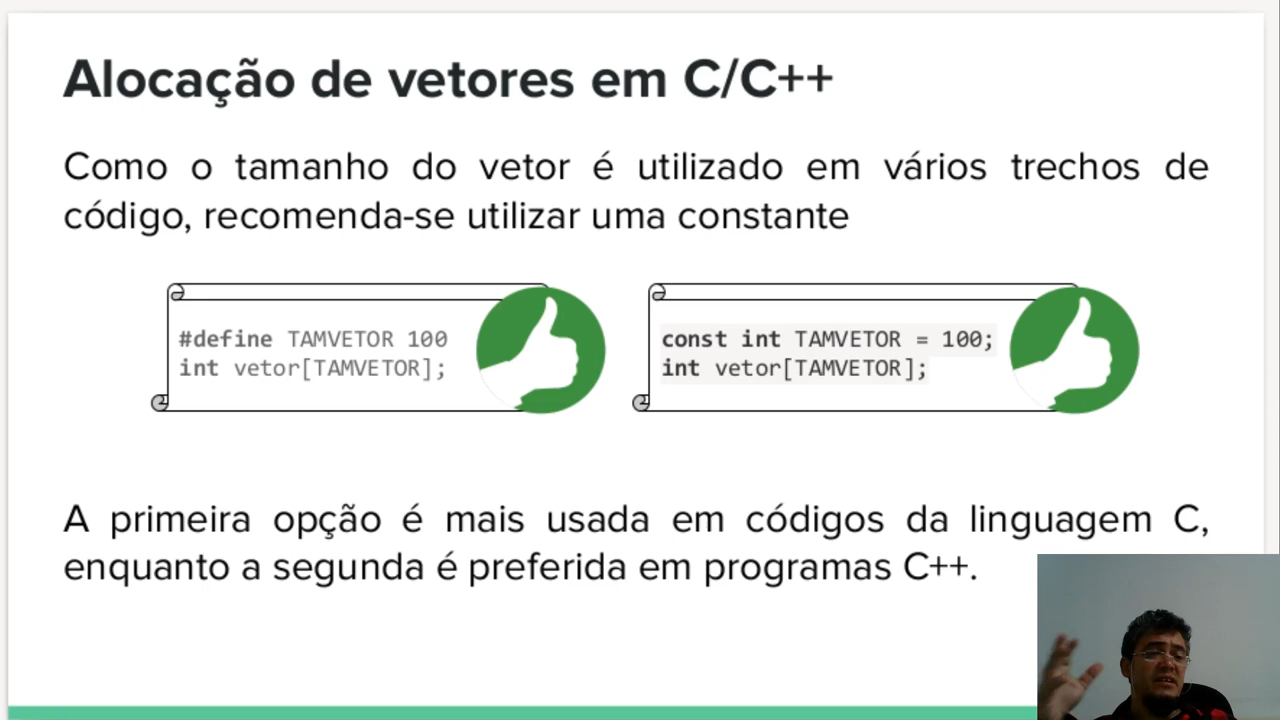 Alocação de vetores em C/C++
Como o tamanho do vetor é utilizado em vários trechos de
código, recomenda-se utilizar uma constante
#define TAMVETOR 100
int vetor[TAMVETOR];
const int TAMVETOR = 100;
int vetor[TAMVETOR];
A primeira opção é mais usada em códigos da linguagem C,
enquanto a segunda é preferida em programas C++.